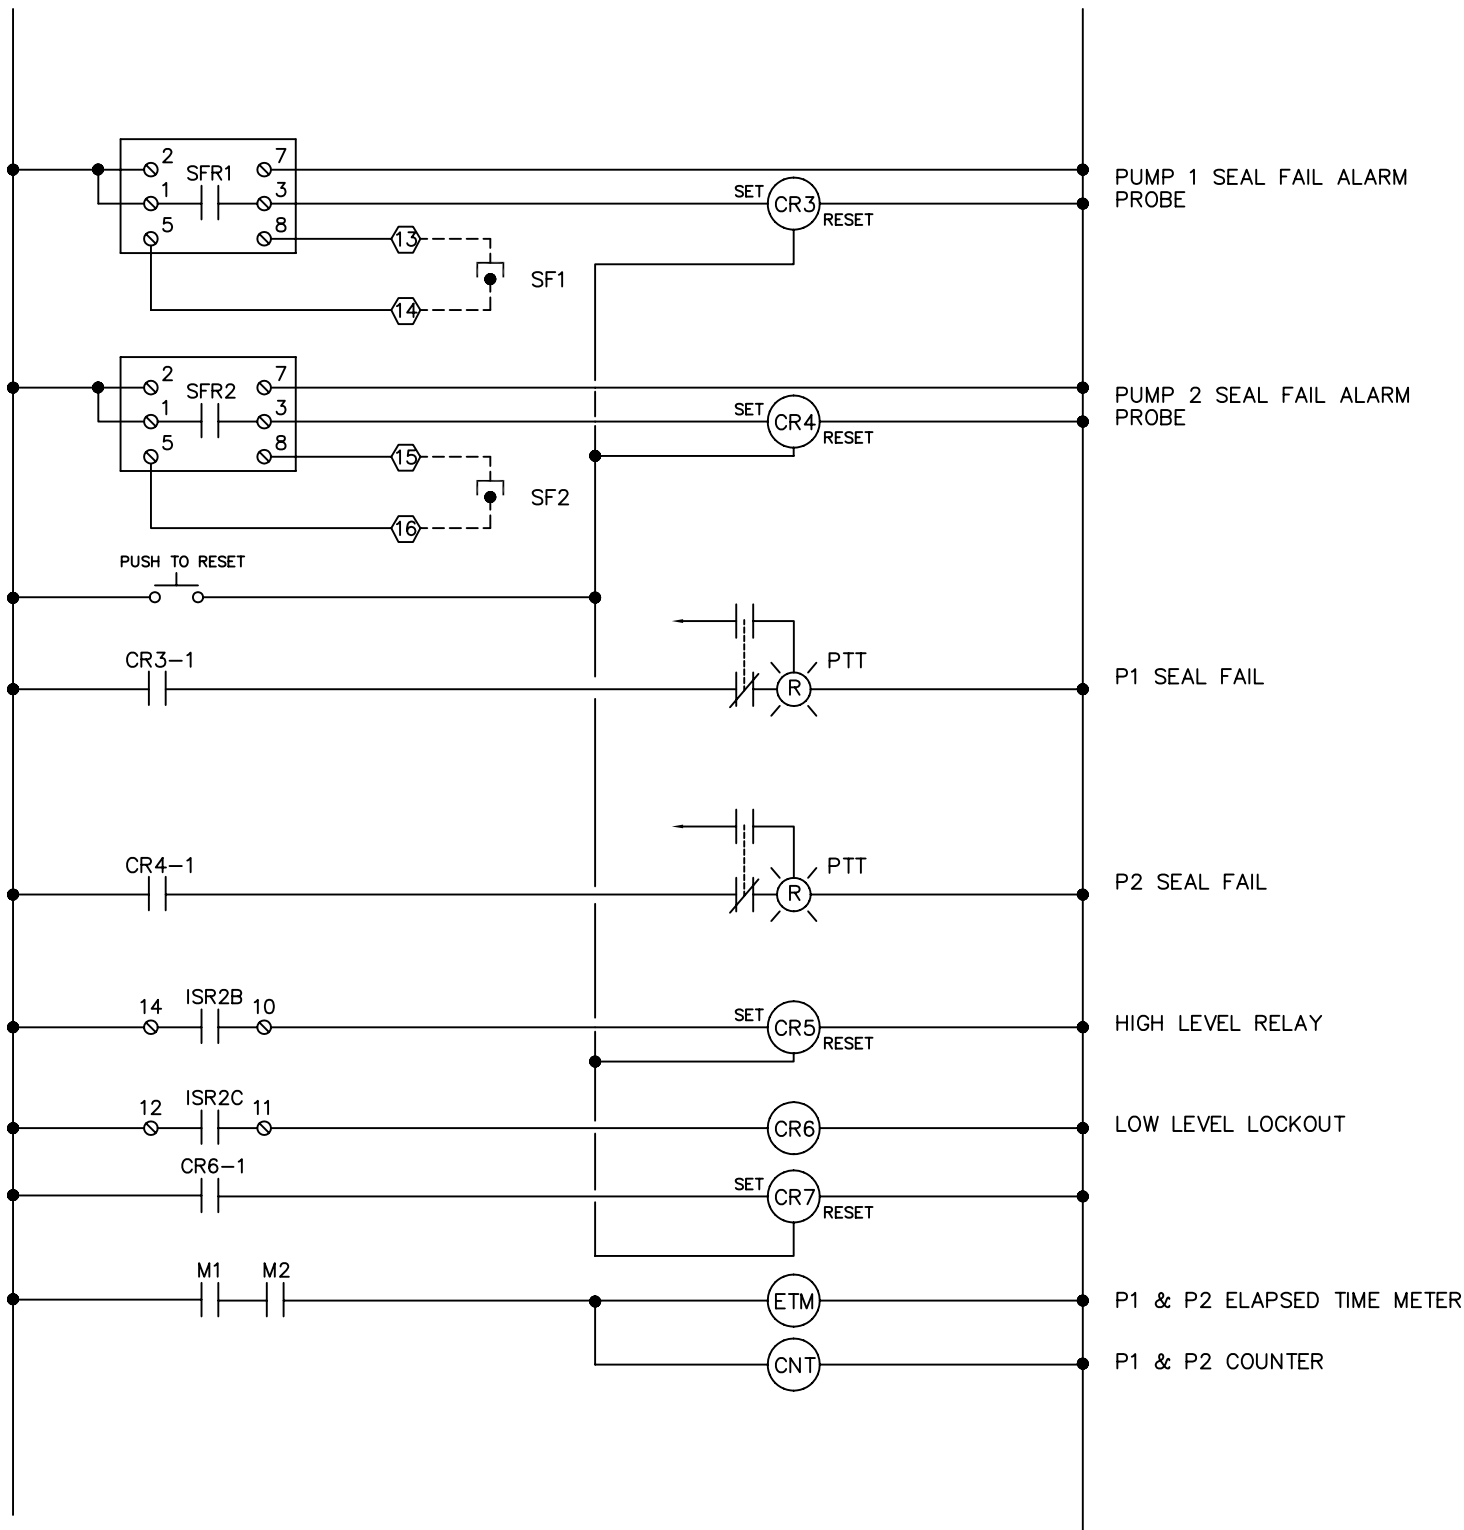 2 SFR1 7
1 3
5 8
SET CR3 RESET
PUMP 1 SEAL FAIL ALARM
PROBE
13
SF1
14
2 SFR2 7
1 3
5 8
SET CR4 RESET
PUMP 2 SEAL FAIL ALARM
PROBE
15
SF2
16
PUSH TO RESET
CR3-1
R PTT
P1 SEAL FAIL
CR4-1
R PTT
P2 SEAL FAIL
14 ISR2B 10
SET CR5 RESET
HIGH LEVEL RELAY
12 ISR2C 11
CR6
LOW LEVEL LOCKOUT
CR6-1
SET CR7 RESET
M1 M2
ETM
P1 & P2 ELAPSED TIME METER
CNT
P1 & P2 COUNTER